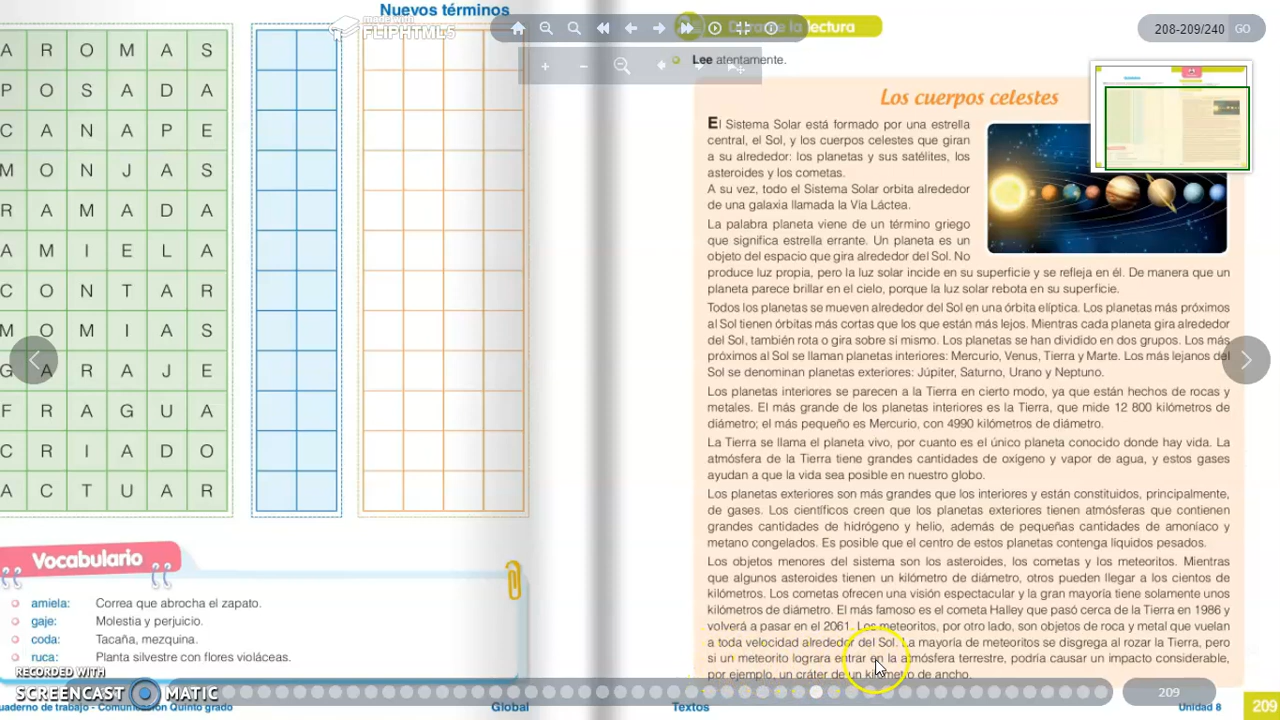 Nuevos términos
made with
FLIPHTML5
Durante la lectura
208-209/240 GO
Lee atentamente.
A R O M A S
P O S A D A
C A N A P E
M O N J A S
R A M A D A
A M I E L A
C O N T A R
M O M I A S
G A R A J E
F R A G U A
C R I A D O
A C T U A R
Vocabulario
amiela: Correa que abrocha el zapato.
gaje: Molestia y perjuicio.
coda: Tacaña, mezquina.
ruca: Planta silvestre con flores violáceas.
Los cuerpos celestes
El Sistema Solar está formado por una estrella
central, el Sol, y los cuerpos celestes que giran
a su alrededor: los planetas y sus satélites, los
asteroides y los cometas.
A su vez, todo el Sistema Solar orbita alrededor
de una galaxia llamada la Vía Láctea.
La palabra planeta viene de un término griego
que significa estrella errante. Un planeta es un
objeto del espacio que gira alrededor del Sol. No
produce luz propia, pero la luz solar incide en su superficie y se refleja en él. De manera que un
planeta parece brillar en el cielo, porque la luz solar rebota en su superficie.
Todos los planetas se mueven alrededor del Sol en una órbita elíptica. Los planetas más próximos
al Sol tienen órbitas más cortas que los que están más lejos. Mientras cada planeta gira alrededor
del Sol, también rota o gira sobre sí mismo. Los planetas se han dividido en dos grupos. Los más
próximos al Sol se llaman planetas interiores: Mercurio, Venus, Tierra y Marte. Los más lejanos del
Sol se denominan planetas exteriores: Júpiter, Saturno, Urano y Neptuno.
Los planetas interiores se parecen a la Tierra en cierto modo, ya que están hechos de rocas y
metales. El más grande de los planetas interiores es la Tierra, que mide 12 800 kilómetros de
diámetro; el más pequeño es Mercurio, con 4990 kilómetros de diámetro.
La Tierra se llama el planeta vivo, por cuanto es el único planeta conocido donde hay vida. La
atmósfera de la Tierra tiene grandes cantidades de oxígeno y vapor de agua, y estos gases
ayudan a que la vida sea posible en nuestro globo.
Los planetas exteriores son más grandes que los interiores y están constituidos, principalmente,
de gases. Los científicos creen que los planetas exteriores tienen atmósferas que contienen
grandes cantidades de hidrógeno y helio, además de pequeñas cantidades de amoníaco y
metano congelados. Es posible que el centro de estos planetas contenga líquidos pesados.
Los objetos menores del sistema son los asteroides, los cometas y los meteoritos. Mientras
que algunos asteroides tienen un kilómetro de diámetro, otros pueden llegar a los cientos de
kilómetros. Los cometas ofrecen una visión espectacular y la gran mayoría tiene solamente unos
kilómetros de diámetro. El más famoso es el cometa Halley que pasó cerca de la Tierra en 1986 y
volverá a pasar en el 2061. Los meteoritos, por otro lado, son objetos de roca y metal que vuelan
a toda velocidad alrededor del Sol. La mayoría de meteoritos se disgrega al rozar la Tierra, pero
si un meteorito lograra entrar en la atmósfera terrestre, podría causar un impacto considerable,
por ejemplo, un cráter de un kilómetro de ancho.
RECORDED WITH
SCREENCAST MATIC
209
uaderno de trabajo - Comunicación Quinto grado
Global
Textos
Unidad 8
209